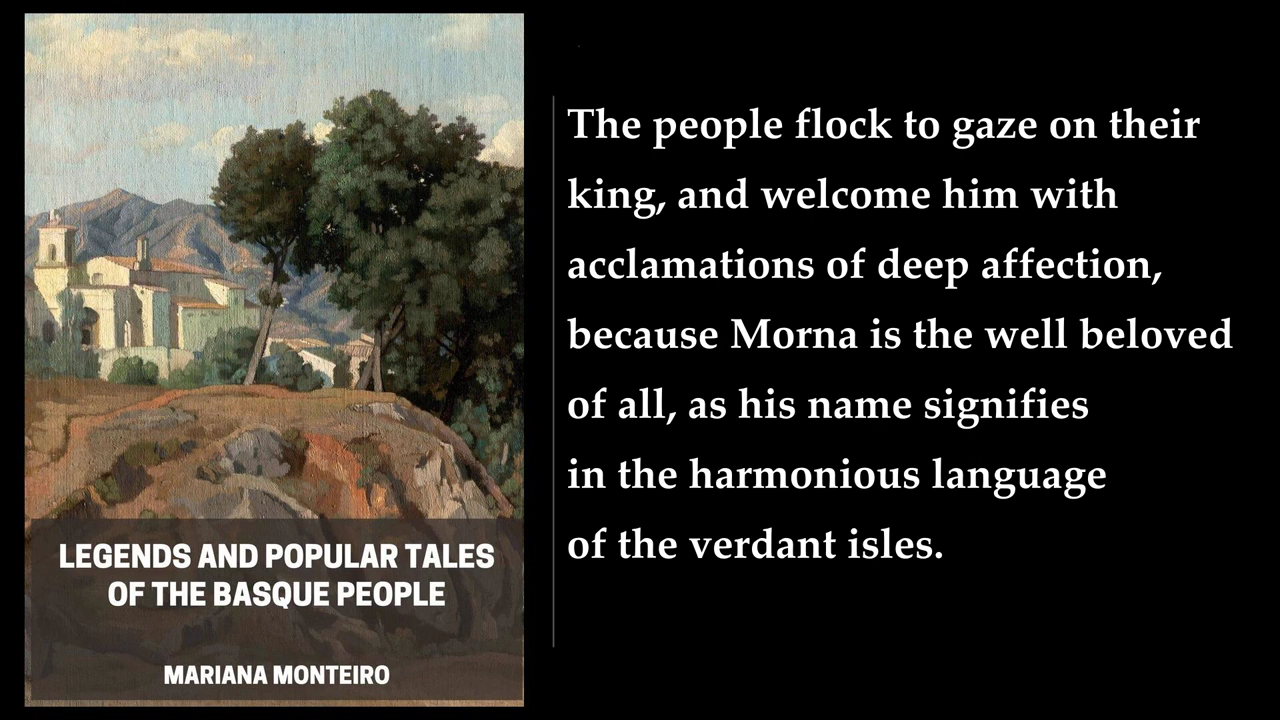 LEGENDS AND POPULAR TALES
OF THE BASQUE PEOPLE
MARIANA MONTEIRO
The people flock to gaze on their
king, and welcome him with
acclamations of deep affection,
because Morna is the well beloved
of all, as his name signifies
in the harmonious language
of the verdant isles.